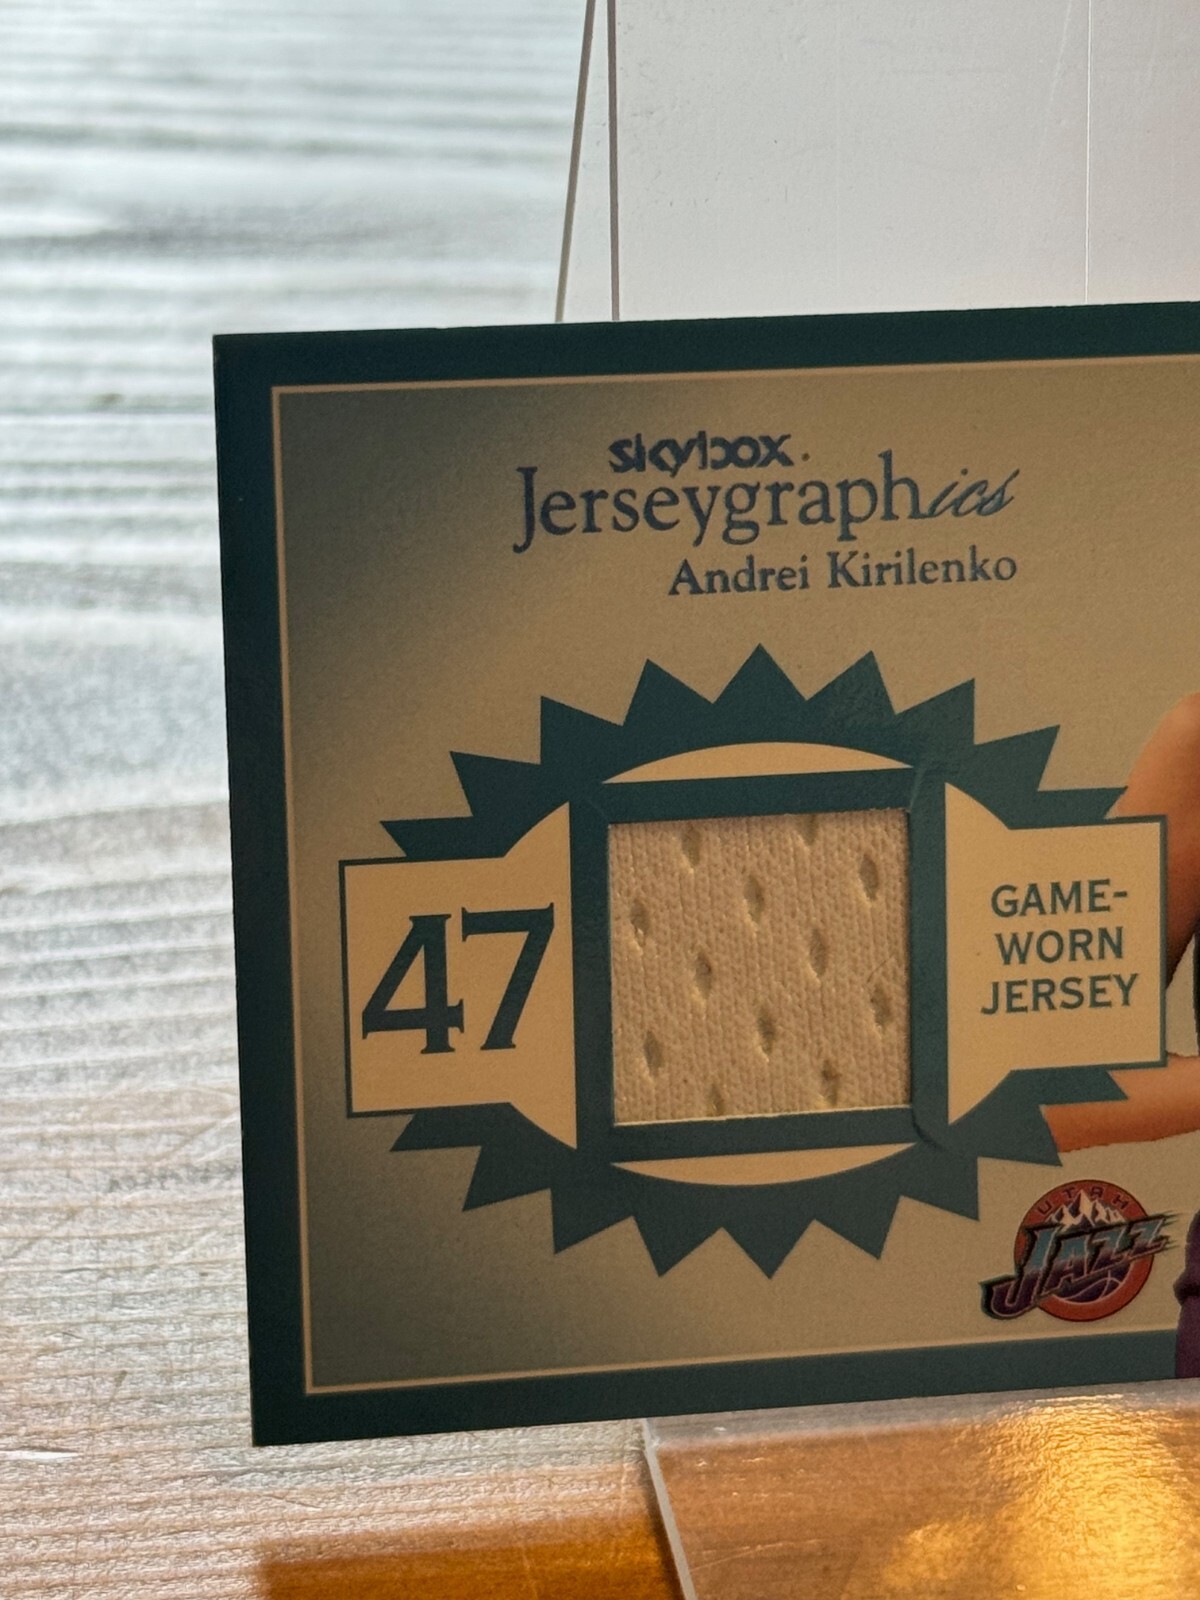 skybox
Jerseygraphics
Andrei Kirilenko
47
GAME-
WORN
JERSEY
UTAH
JAZZ